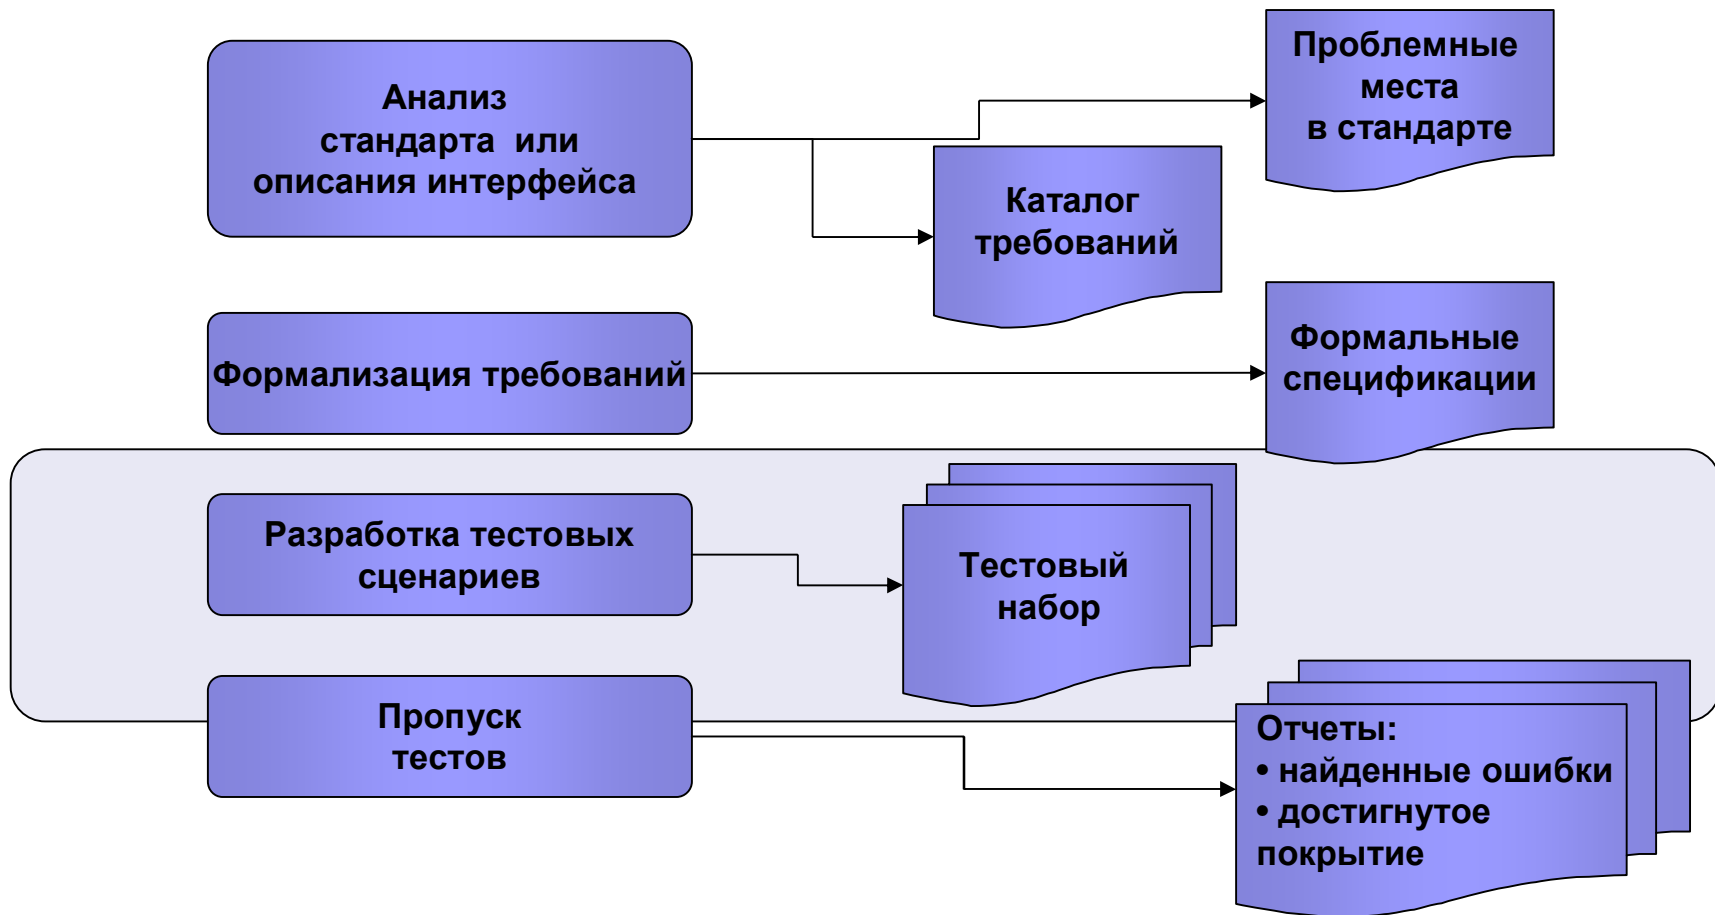 Анализ
стандарта или
описания интерфейса
Проблемные
места
в стандарте
Каталог
требований
Формализация требований
Формальные
спецификации
Разработка тестовых
сценариев
Тестовый
набор
Пропуск
тестов
Отчеты:
• найденные ошибки
• достигнутое
покрытие